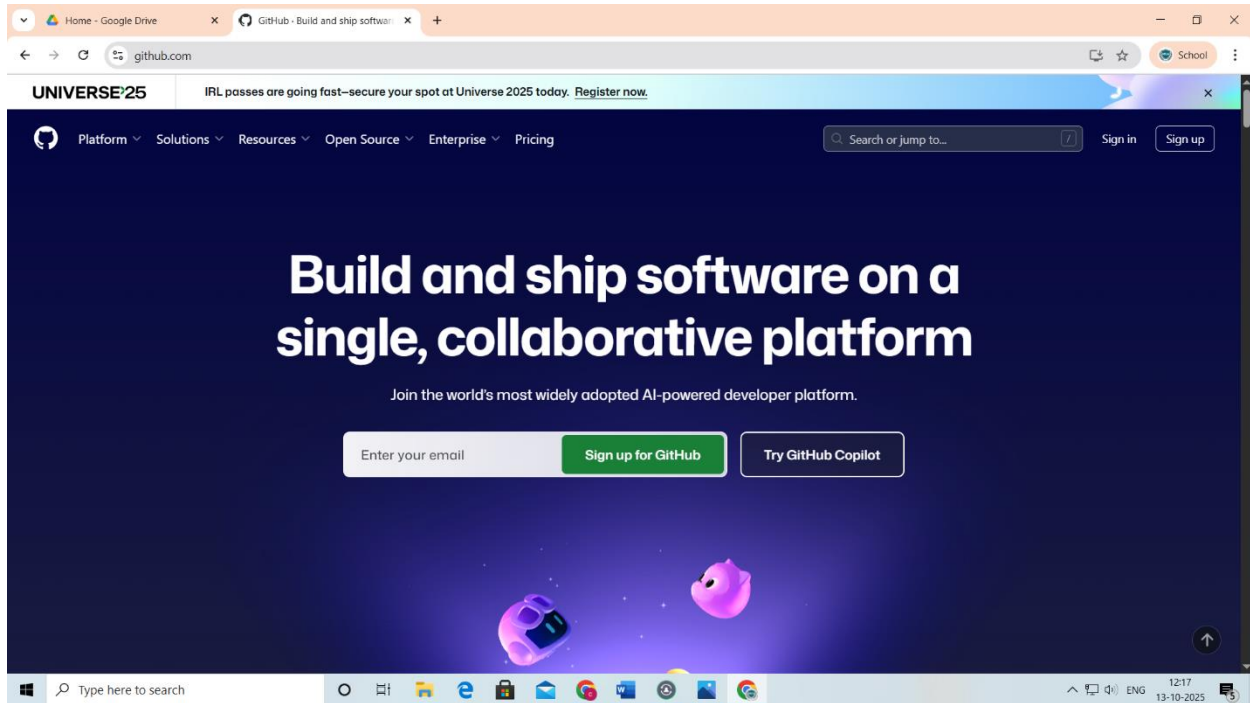 Home - Google Drive
GitHub · Build and ship softwar
github.com
School
UNIVERSE'25
IRL passes are going fast—secure your spot at Universe 2025 today. Register now.
Platform Solutions Resources Open Source Enterprise Pricing
Search or jump to...
/
Sign in
Sign up
Build and ship software on a
single, collaborative platform
Join the world's most widely adopted AI-powered developer platform.
Enter your email
Sign up for GitHub
Try GitHub Copilot
Type here to search
ENG
12:17
13-10-2025
5